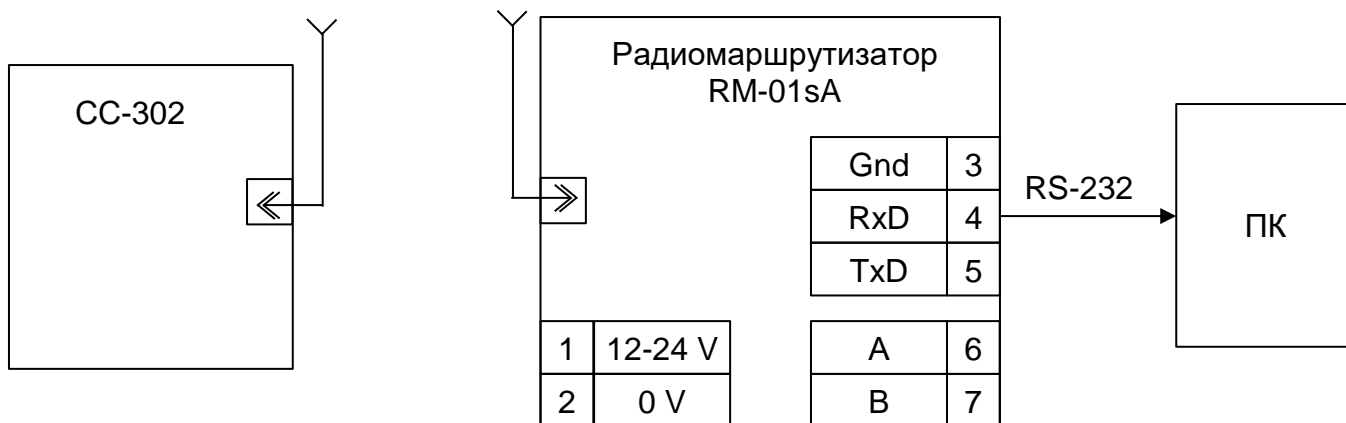 СС-302
Радиомаршрутизатор
RM-01sA
Gnd 3
RxD 4
TxD 5
RS-232
ПК
1 12-24 V
2 0 V
A 6
B 7